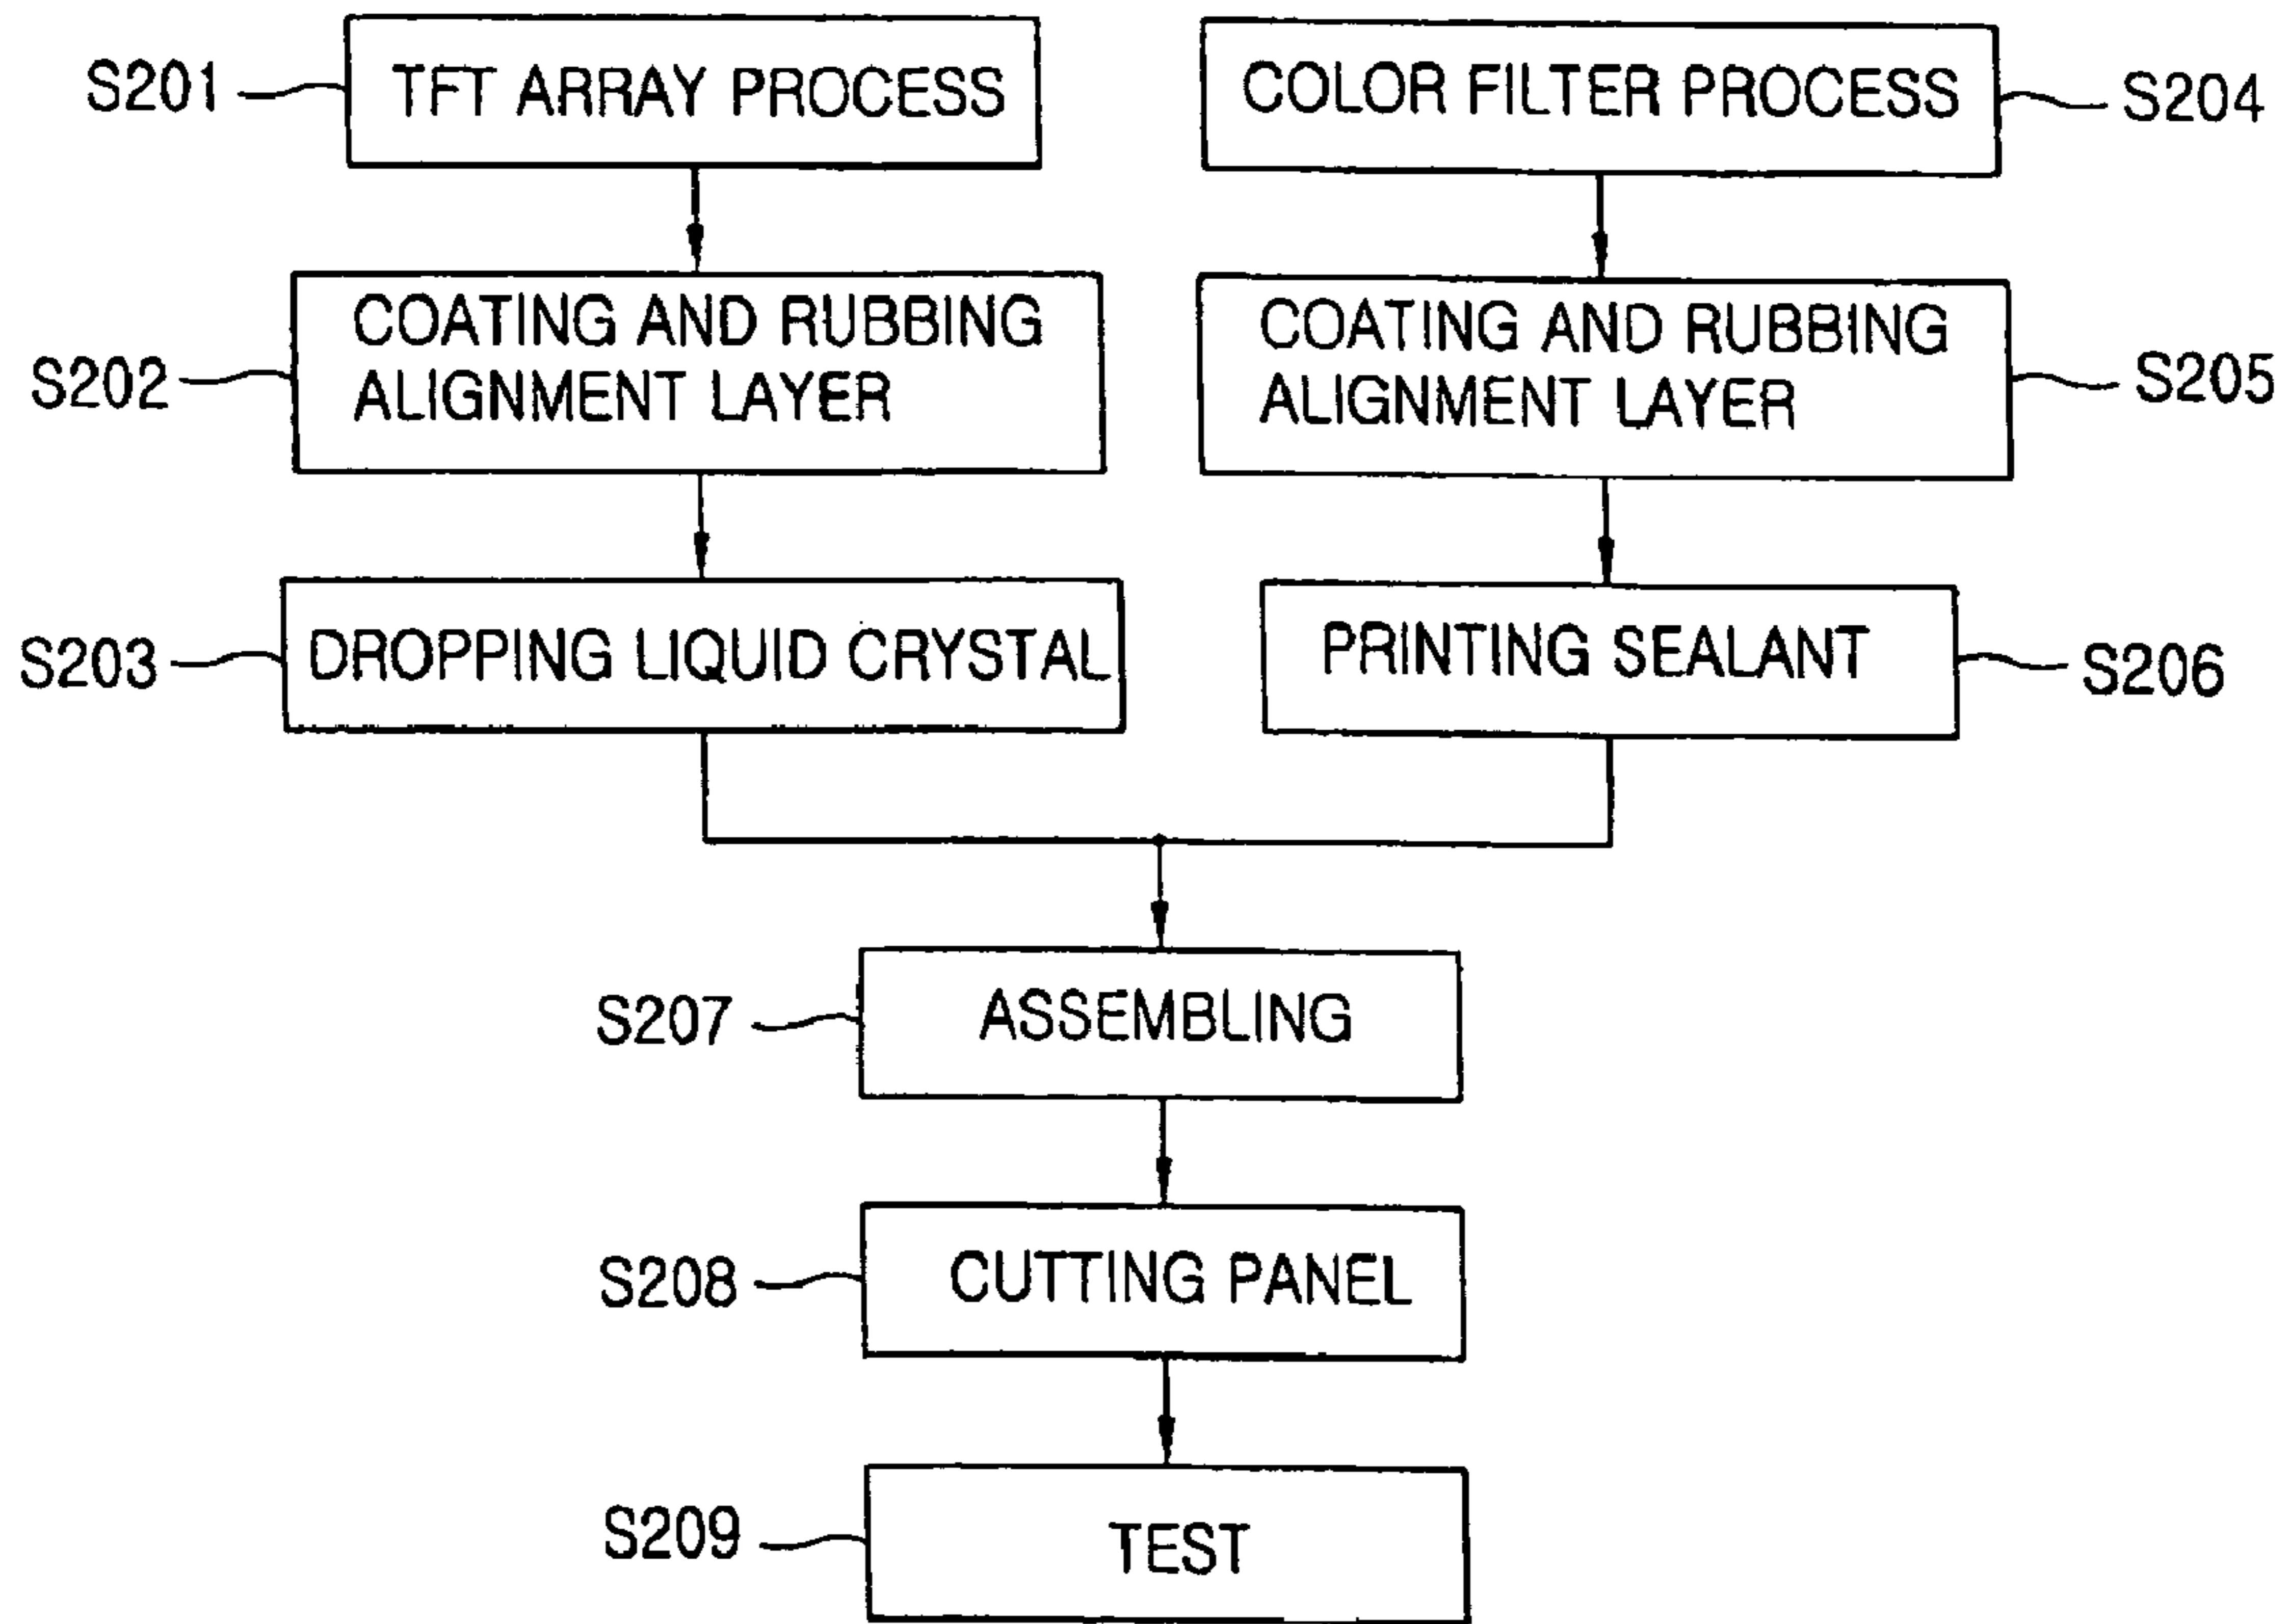 S201
TFT ARRAY PROCESS
COLOR FILTER PROCESS
S204
S202
COATING AND RUBBING
ALIGNMENT LAYER
COATING AND RUBBING
ALIGNMENT LAYER
S205
S203
DROPPING LIQUID CRYSTAL
PRINTING SEALANT
S206
S207
ASSEMBLING
S208
CUTTING PANEL
S209
TEST